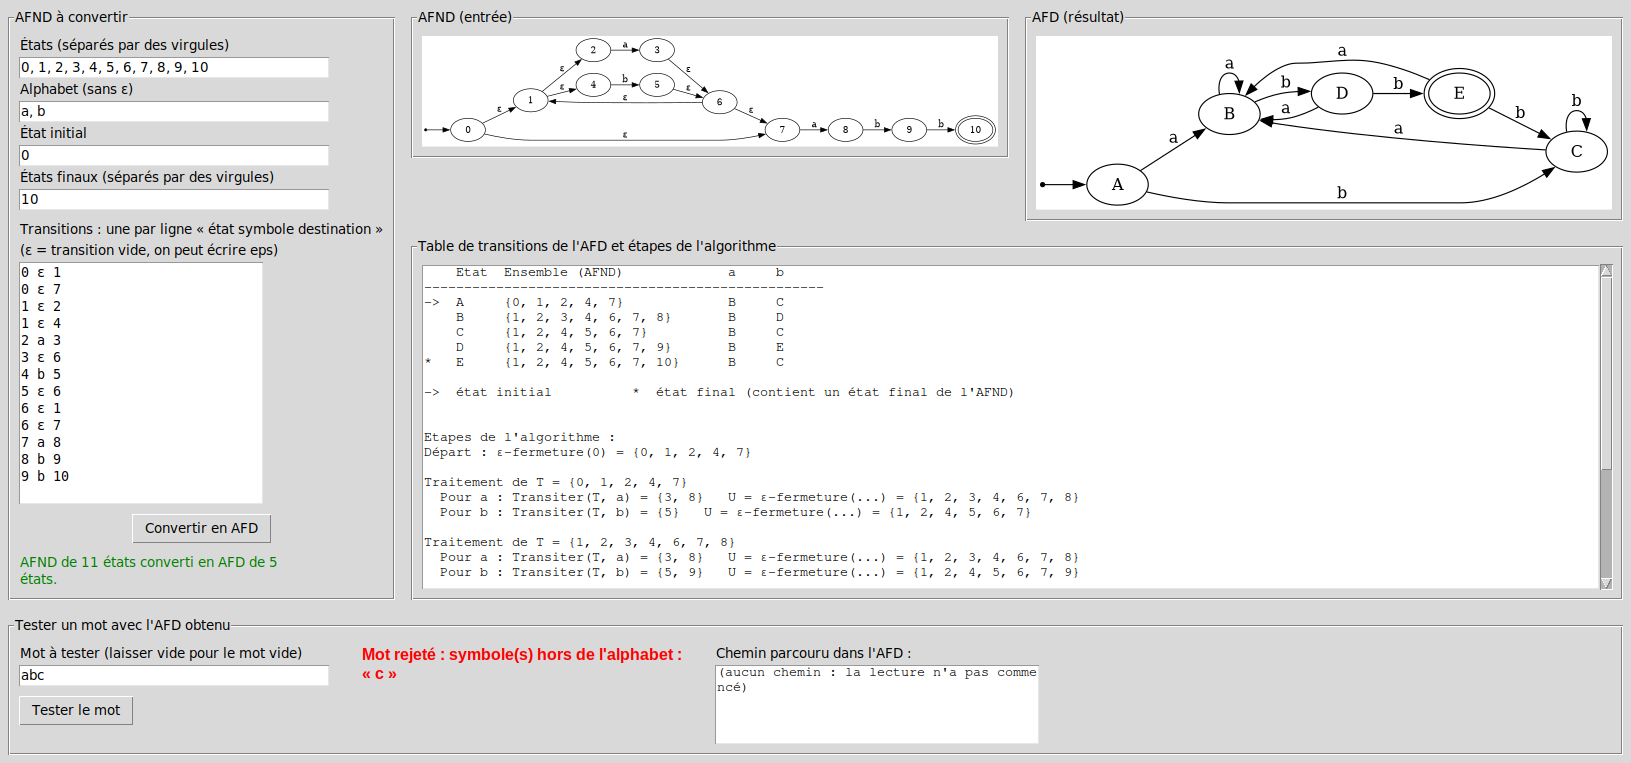 AFND à convertir
États (séparés par des virgules)
0, 1, 2, 3, 4, 5, 6, 7, 8, 9, 10
Alphabet (sans ε)
a, b
État initial
0
États finaux (séparés par des virgules)
10
Transitions : une par ligne « état symbole destination »
(ε = transition vide, on peut écrire eps)
0 ε 1
0 ε 7
1 ε 2
1 ε 4
2 a 3
3 ε 6
4 b 5
5 ε 6
6 ε 1
6 ε 7
7 a 8
8 b 9
9 b 10
Convertir en AFD
AFND de 11 états converti en AFD de 5
états.
AFND (entrée)
2 a 3
ε ε
4 b 5
ε ε
1 ε 6
ε ε
0 ε 7 a 8 b 9 b 10
AFD (résultat)
a
a b D b E
B a b b
a a C
A b
Table de transitions de l'AFD et étapes de l'algorithme
Etat Ensemble (AFND) a b
--------------------------------------------------
-> A {0, 1, 2, 4, 7} B C
B {1, 2, 3, 4, 6, 7, 8} B D
C {1, 2, 4, 5, 6, 7} B C
D {1, 2, 4, 5, 6, 7, 9} B E
* E {1, 2, 4, 5, 6, 7, 10} B C
-> état initial * état final (contient un état final de l'AFND)
Etapes de l'algorithme :
Départ : ε-fermeture(0) = {0, 1, 2, 4, 7}
Traitement de T = {0, 1, 2, 4, 7}
Pour a : Transiter(T, a) = {3, 8} U = ε-fermeture(...) = {1, 2, 3, 4, 6, 7, 8}
Pour b : Transiter(T, b) = {5} U = ε-fermeture(...) = {1, 2, 4, 5, 6, 7}
Traitement de T = {1, 2, 3, 4, 6, 7, 8}
Pour a : Transiter(T, a) = {3, 8} U = ε-fermeture(...) = {1, 2, 3, 4, 6, 7, 8}
Pour b : Transiter(T, b) = {5, 9} U = ε-fermeture(...) = {1, 2, 4, 5, 6, 7, 9}
Tester un mot avec l'AFD obtenu
Mot à tester (laisser vide pour le mot vide)
abc
Tester le mot
Mot rejeté : symbole(s) hors de l'alphabet :
« c »
Chemin parcouru dans l'AFD :
(aucun chemin : la lecture n'a pas comme
ncé)